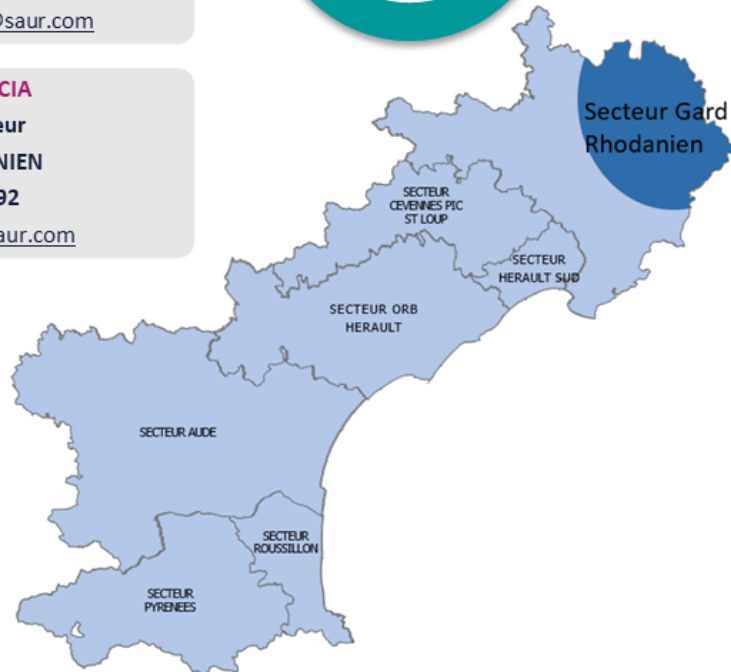 @saur.com
CIA
eur
NIEN
92
aur.com
Secteur Gard
Rhodanien
SECTEUR
CEVENNES PIC
ST LOUP
SECTEUR
HERAULT SUD
SECTEUR ORB
HERAULT
SECTEUR AUDE
SECTEUR
ROUSSILLON
SECTEUR
PYRENEES